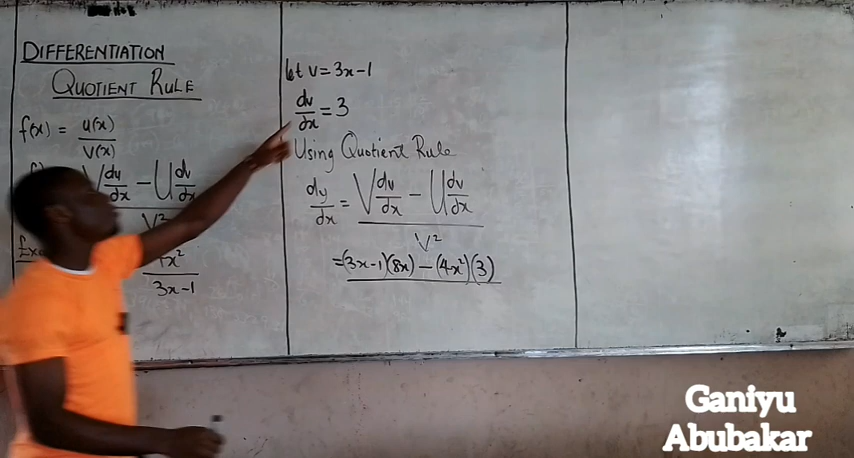 DIFFERENTIATION
QUOTIENT RULE
f(x) = u(x)
V(x)
V du/dx - U dv/dx
V²
4x²
3x-1
let v=3x-1
dv/dx = 3
Using Quotient Rule
dy/dx = V du/dx - U dv/dx
V²
=(3x-1)(8x) - (4x²)(3)
Ganiyu
Abubakar